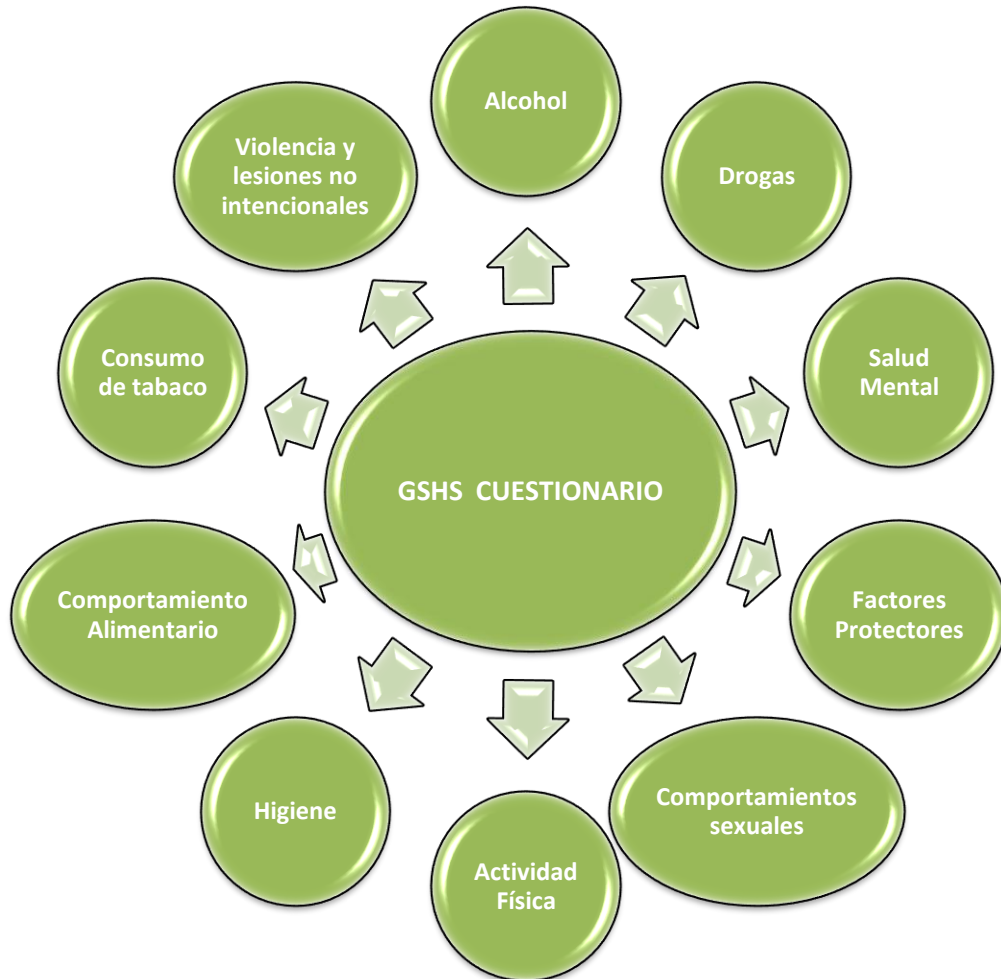 Alcohol
Drogas
Salud
Mental
Factores
Protectores
Comportamientos
sexuales
Actividad
Física
Higiene
Comportamiento
Alimentario
Consumo
de tabaco
Violencia y
lesiones no
intencionales
GSHS CUESTIONARIO